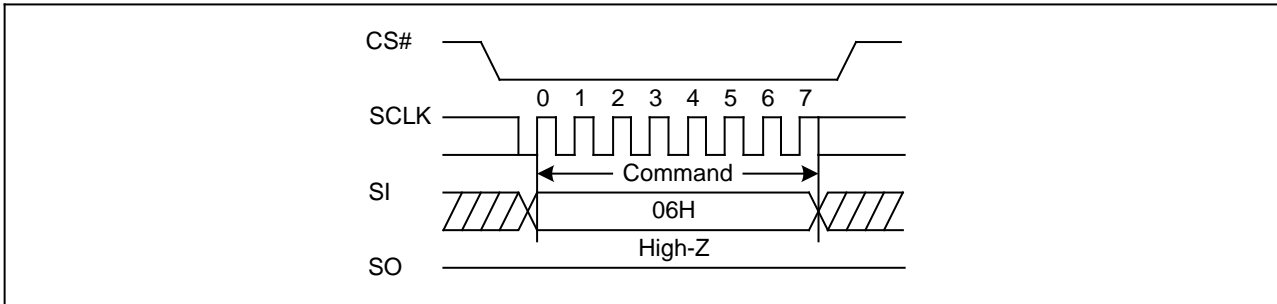 CS#
0 1 2 3 4 5 6 7
SCLK
Command
SI
06H
High-Z
SO